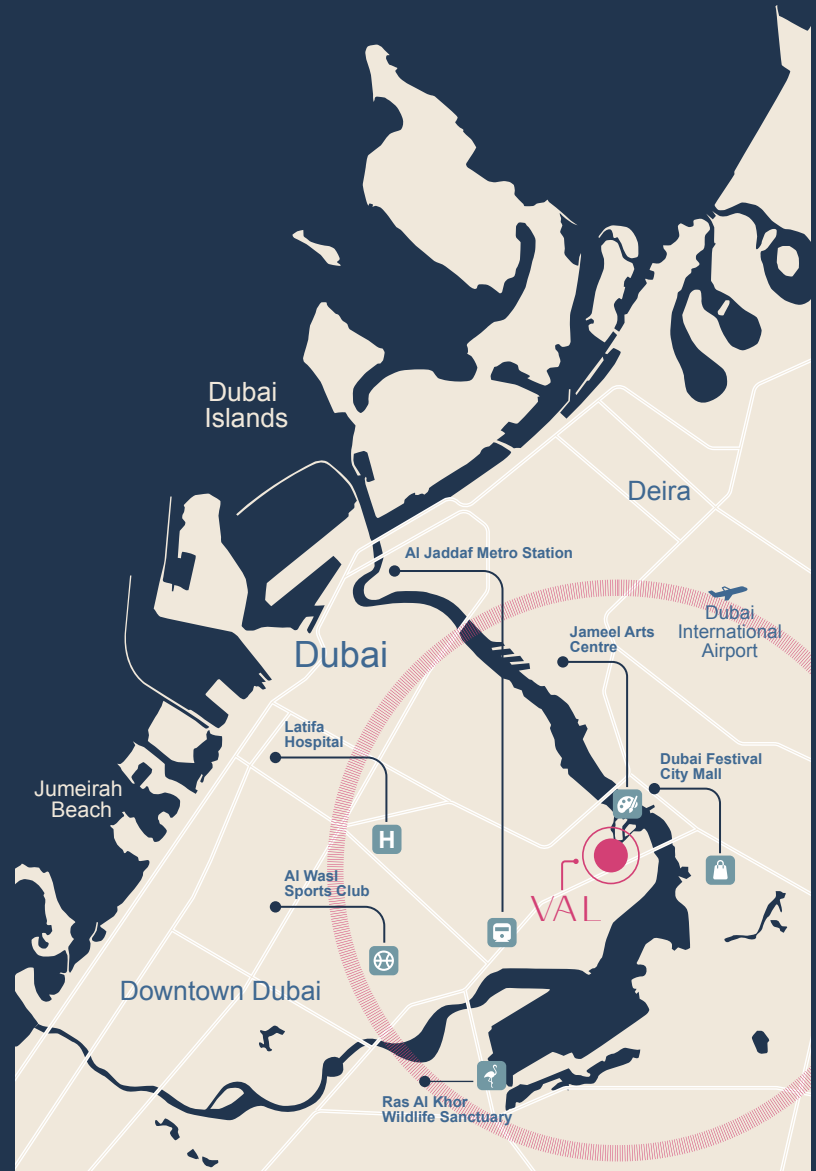 Dubai
Islands
Deira
Al Jaddaf Metro Station
Dubai
International
Airport
Jameel Arts
Centre
Dubai
Latifa
Hospital
Dubai Festival
City Mall
Jumeirah
Beach
H
Al Wasl
Sports Club
VAL
Downtown Dubai
Ras Al Khor
Wildlife Sanctuary